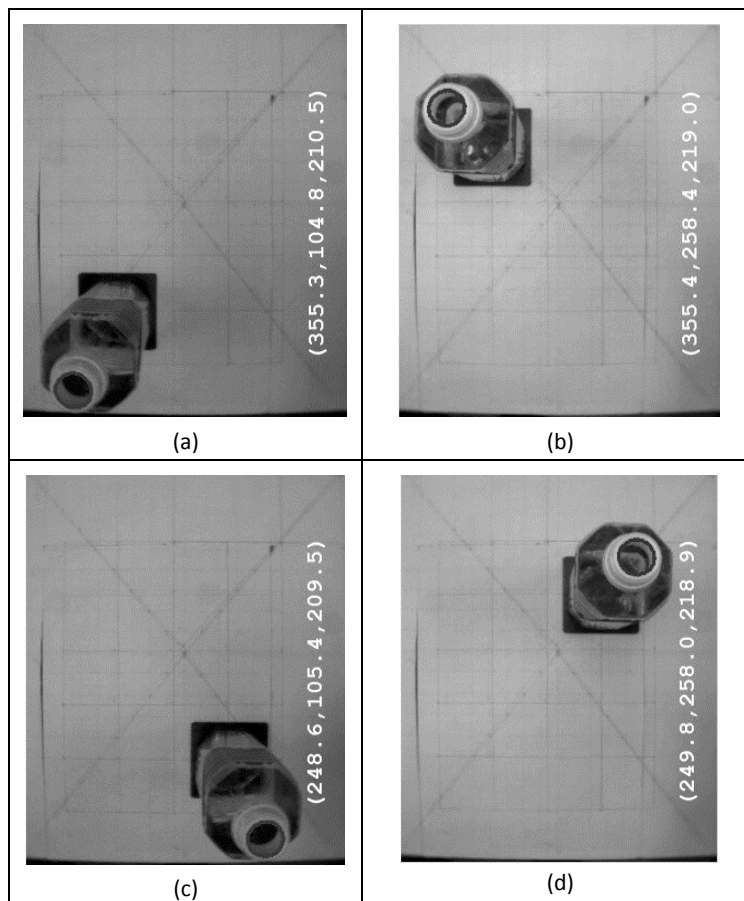 (355.3,104.8,210.5)
(a)
(355.4,258.4,219.0)
(b)
(248.6,105.4,209.5)
(c)
(249.8,258.0,218.9)
(d)